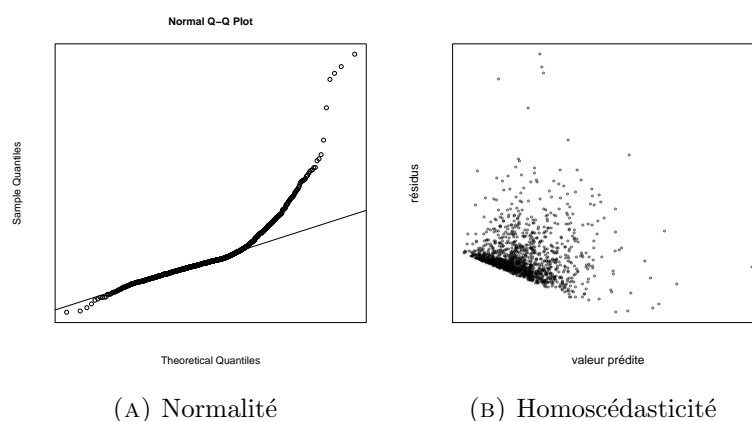 Normal Q–Q Plot
Sample Quantiles
Theoretical Quantiles
résidus
valeur prédite
(A) Normalité
(B) Homoscédasticité